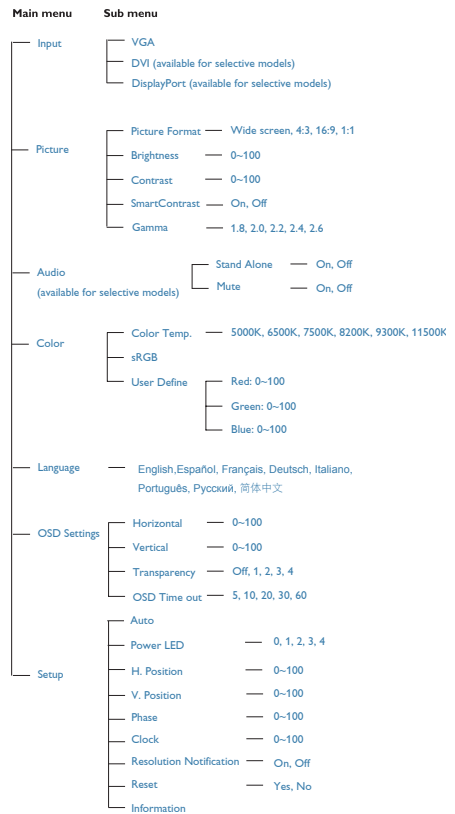 Main menu Sub menu
Input VGA
DVI (available for selective models)
DisplayPort (available for selective models)
Picture Picture Format Wide screen, 4:3, 16:9, 1:1
Brightness 0~100
Contrast 0~100
SmartContrast On, Off
Gamma 1.8, 2.0, 2.2, 2.4, 2.6
Audio
(available for selective models)
Stand Alone On, Off
Mute On, Off
Color Color Temp. 5000K, 6500K, 7500K, 8200K, 9300K, 11500K
sRGB
User Define Red: 0~100
Green: 0~100
Blue: 0~100
Language English,Español, Français, Deutsch, Italiano,
Português, Русский, 简体中文
OSD Settings Horizontal 0~100
Vertical 0~100
Transparency Off, 1, 2, 3, 4
OSD Time out 5, 10, 20, 30, 60
Setup Auto
Power LED 0, 1, 2, 3, 4
H. Position 0~100
V. Position 0~100
Phase 0~100
Clock 0~100
Resolution Notification On, Off
Reset Yes, No
Information